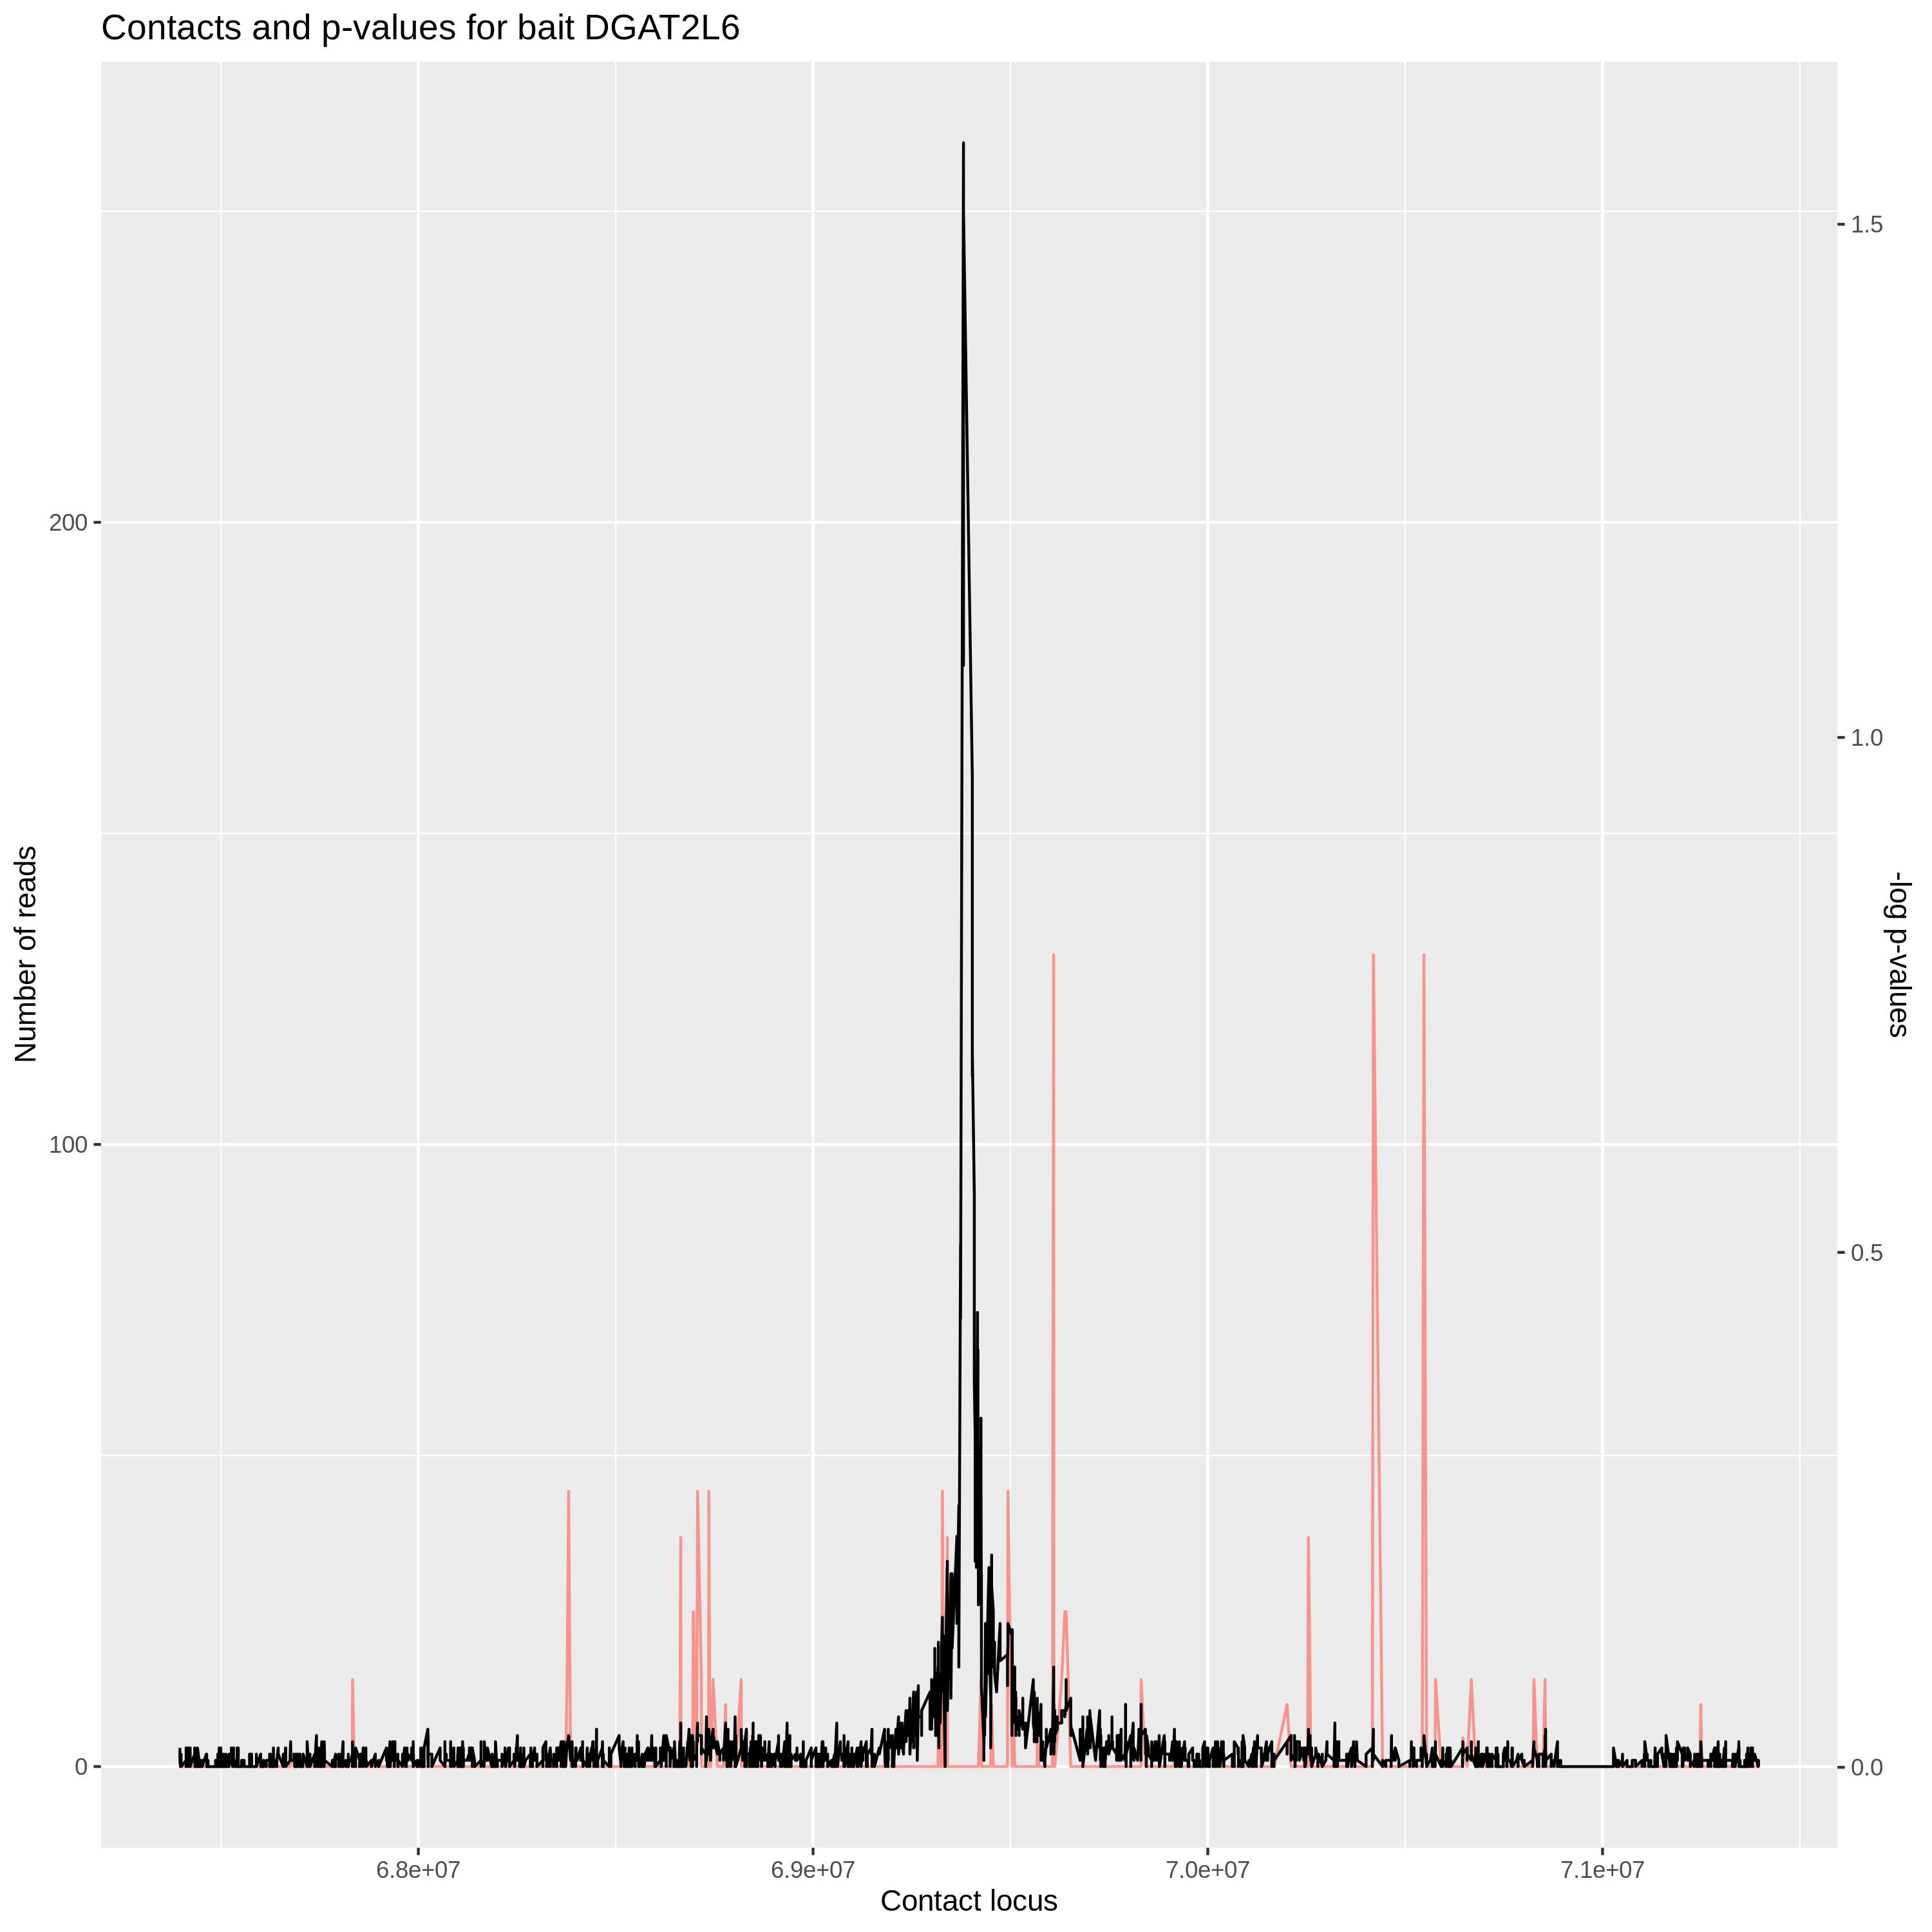 Contacts and p-values for bait DGAT2L6
200
100
0
Number of reads
1.5
1.0
0.5
0.0
-log p-values
6.8e+07
6.9e+07
7.0e+07
7.1e+07
Contact locus